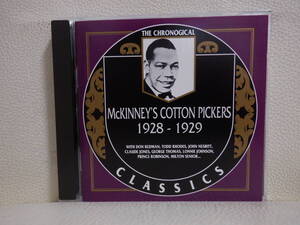 THE CHRONOGICAL
McKINNEY'S COTTON PICKERS
1928 - 1929
WITH DON REDMAN, TODD RHODES, JOHN NESBITT,
CLAUDE JONES, GEORGE THOMAS, LONNIE JOHNSON,
PRINCE ROBINSON, MILTON SENIOR...
CLASSICS